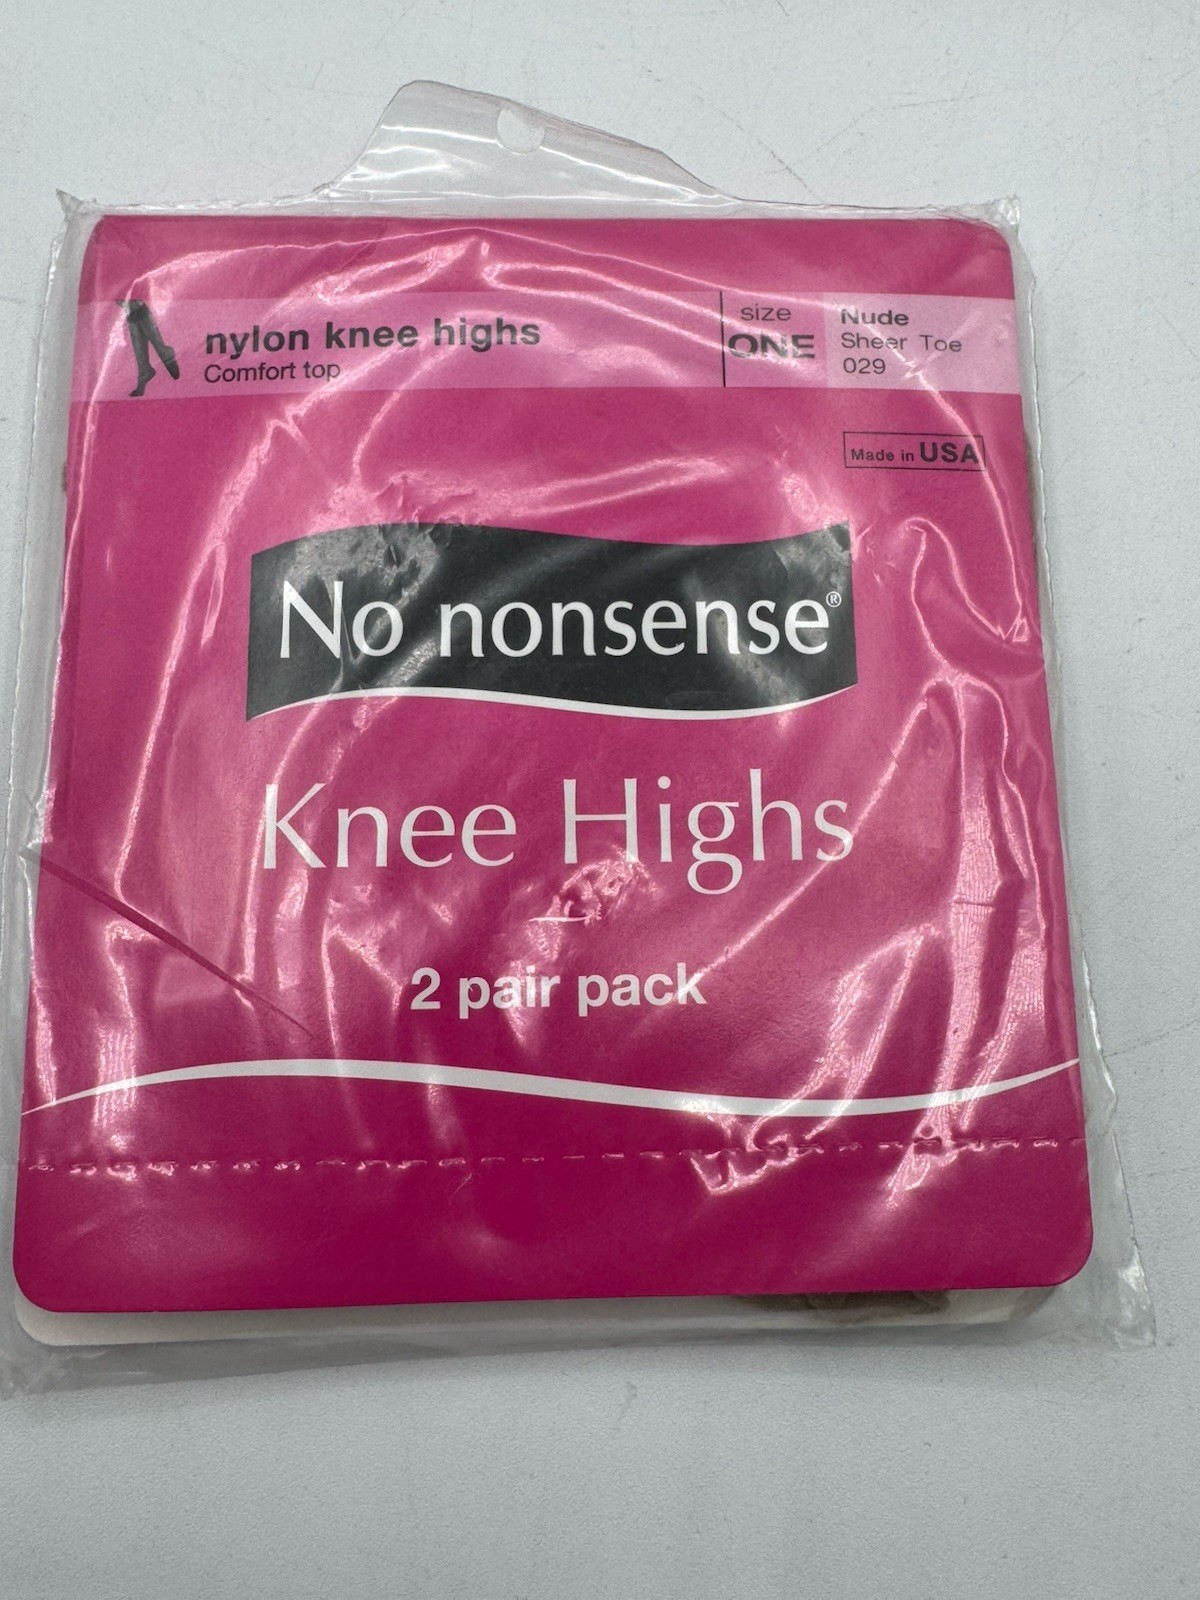 nylon knee highs
Comfort top
size
ONE
Nude
Sheer Toe
029
Made in USA
No nonsense®
Knee Highs
2 pair pack